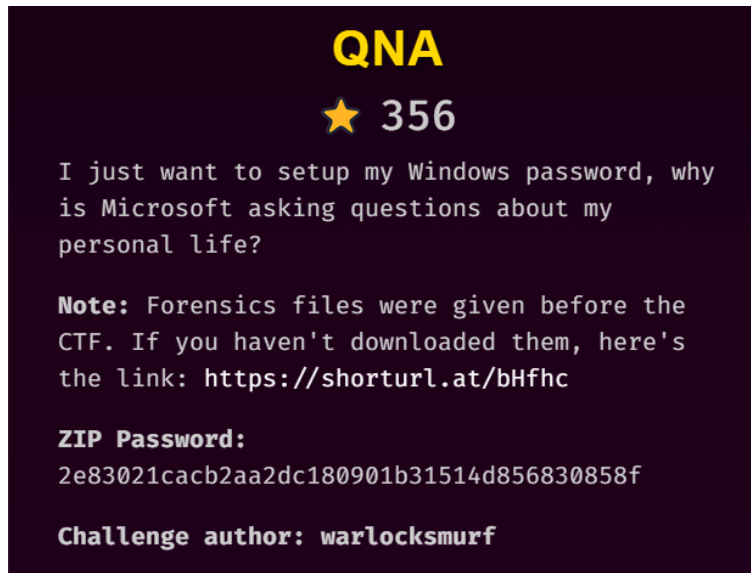 QNA
356
I just want to setup my Windows password, why
is Microsoft asking questions about my
personal life?
Note: Forensics files were given before the
CTF. If you haven't downloaded them, here's
the link: https://shorturl.at/bHfhc
ZIP Password:
2e83021cacb2aa2dc180901b31514d856830858f
Challenge author: warlocksmurf